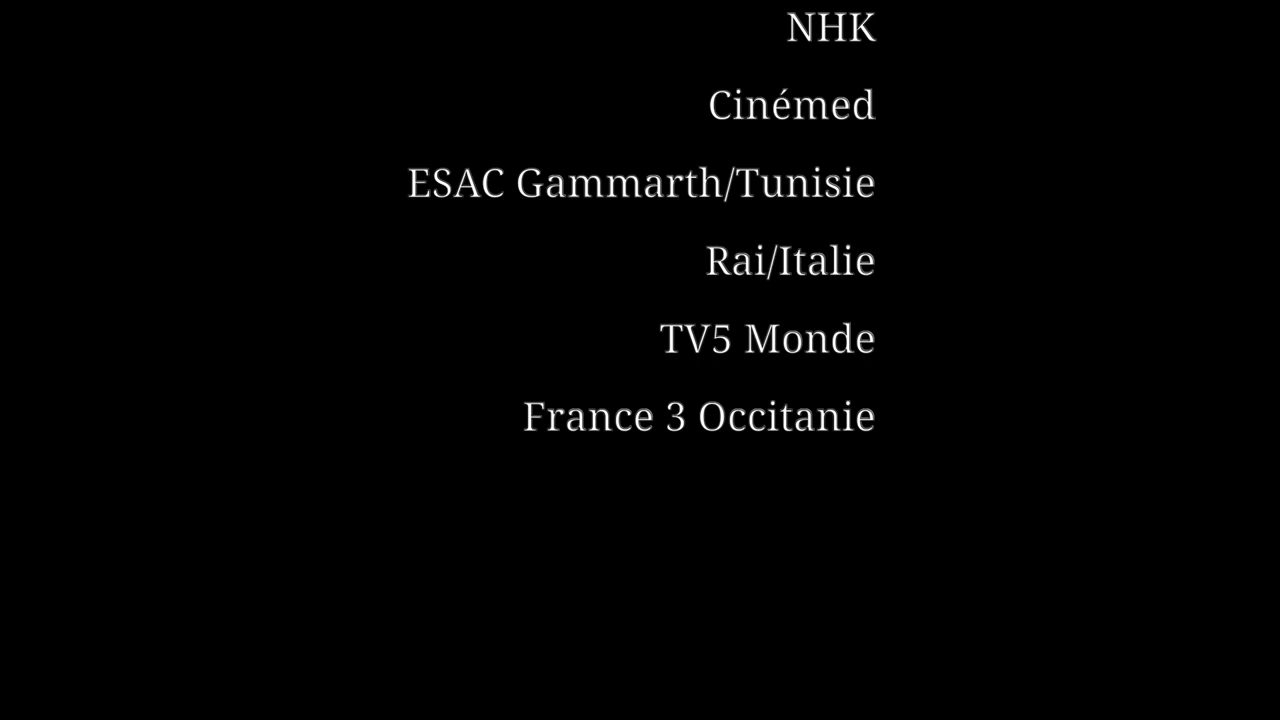 NHK
Cinémed
ESAC Gammarth/Tunisie
Rai/Italie
TV5 Monde
France 3 Occitanie